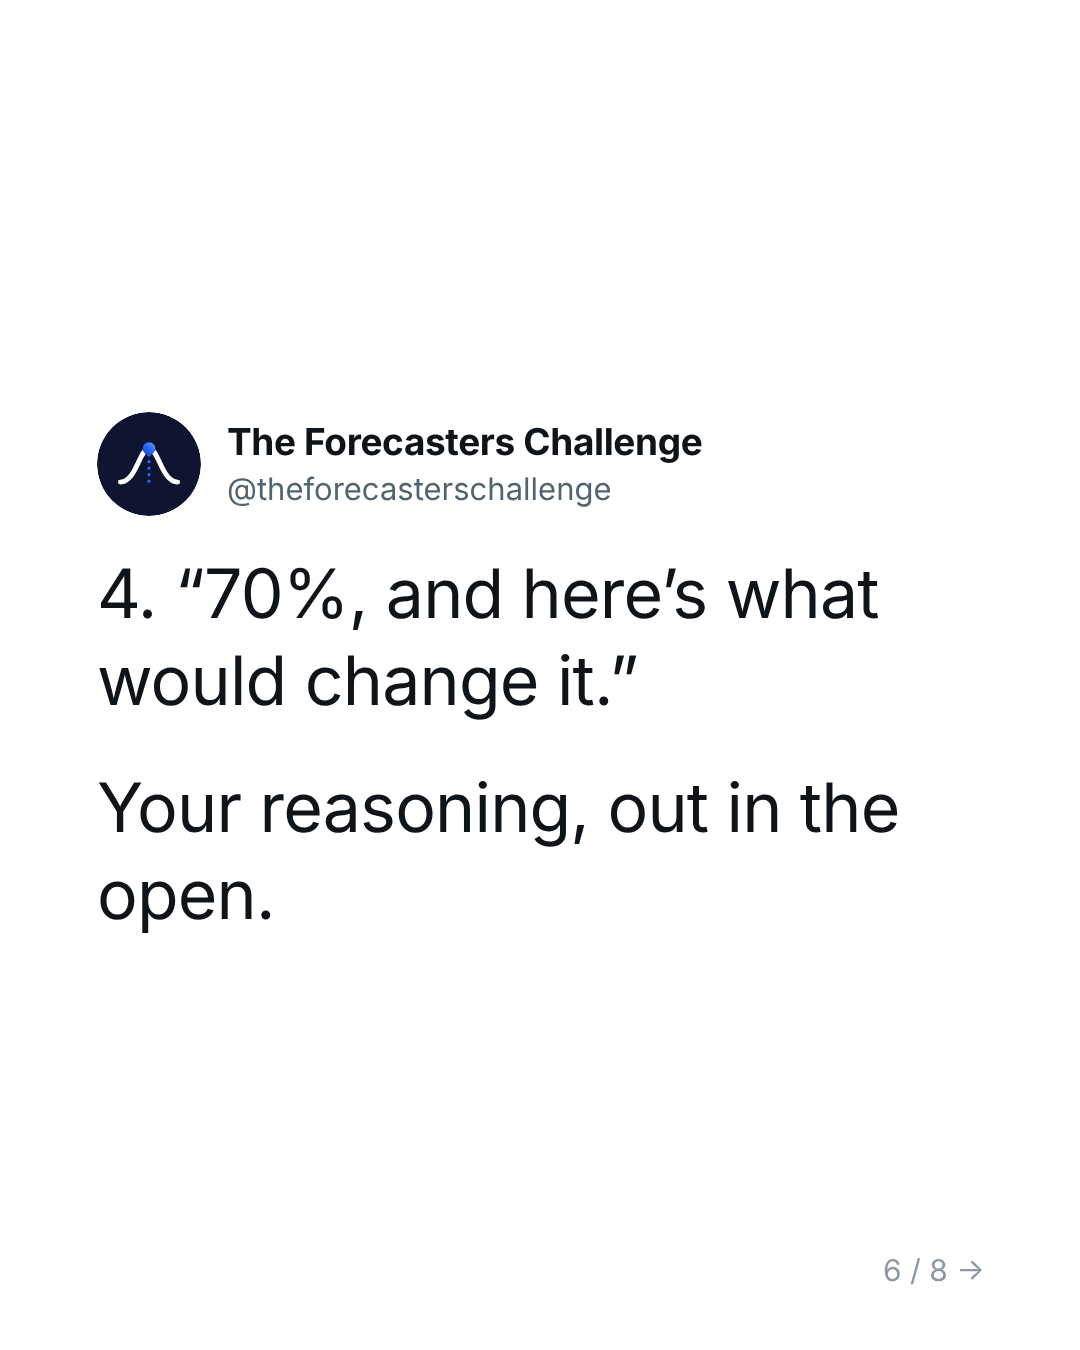 The Forecasters Challenge
@theforecasterschallenge
4. “70%, and here’s what
would change it.”
Your reasoning, out in the
open.
6 / 8 →